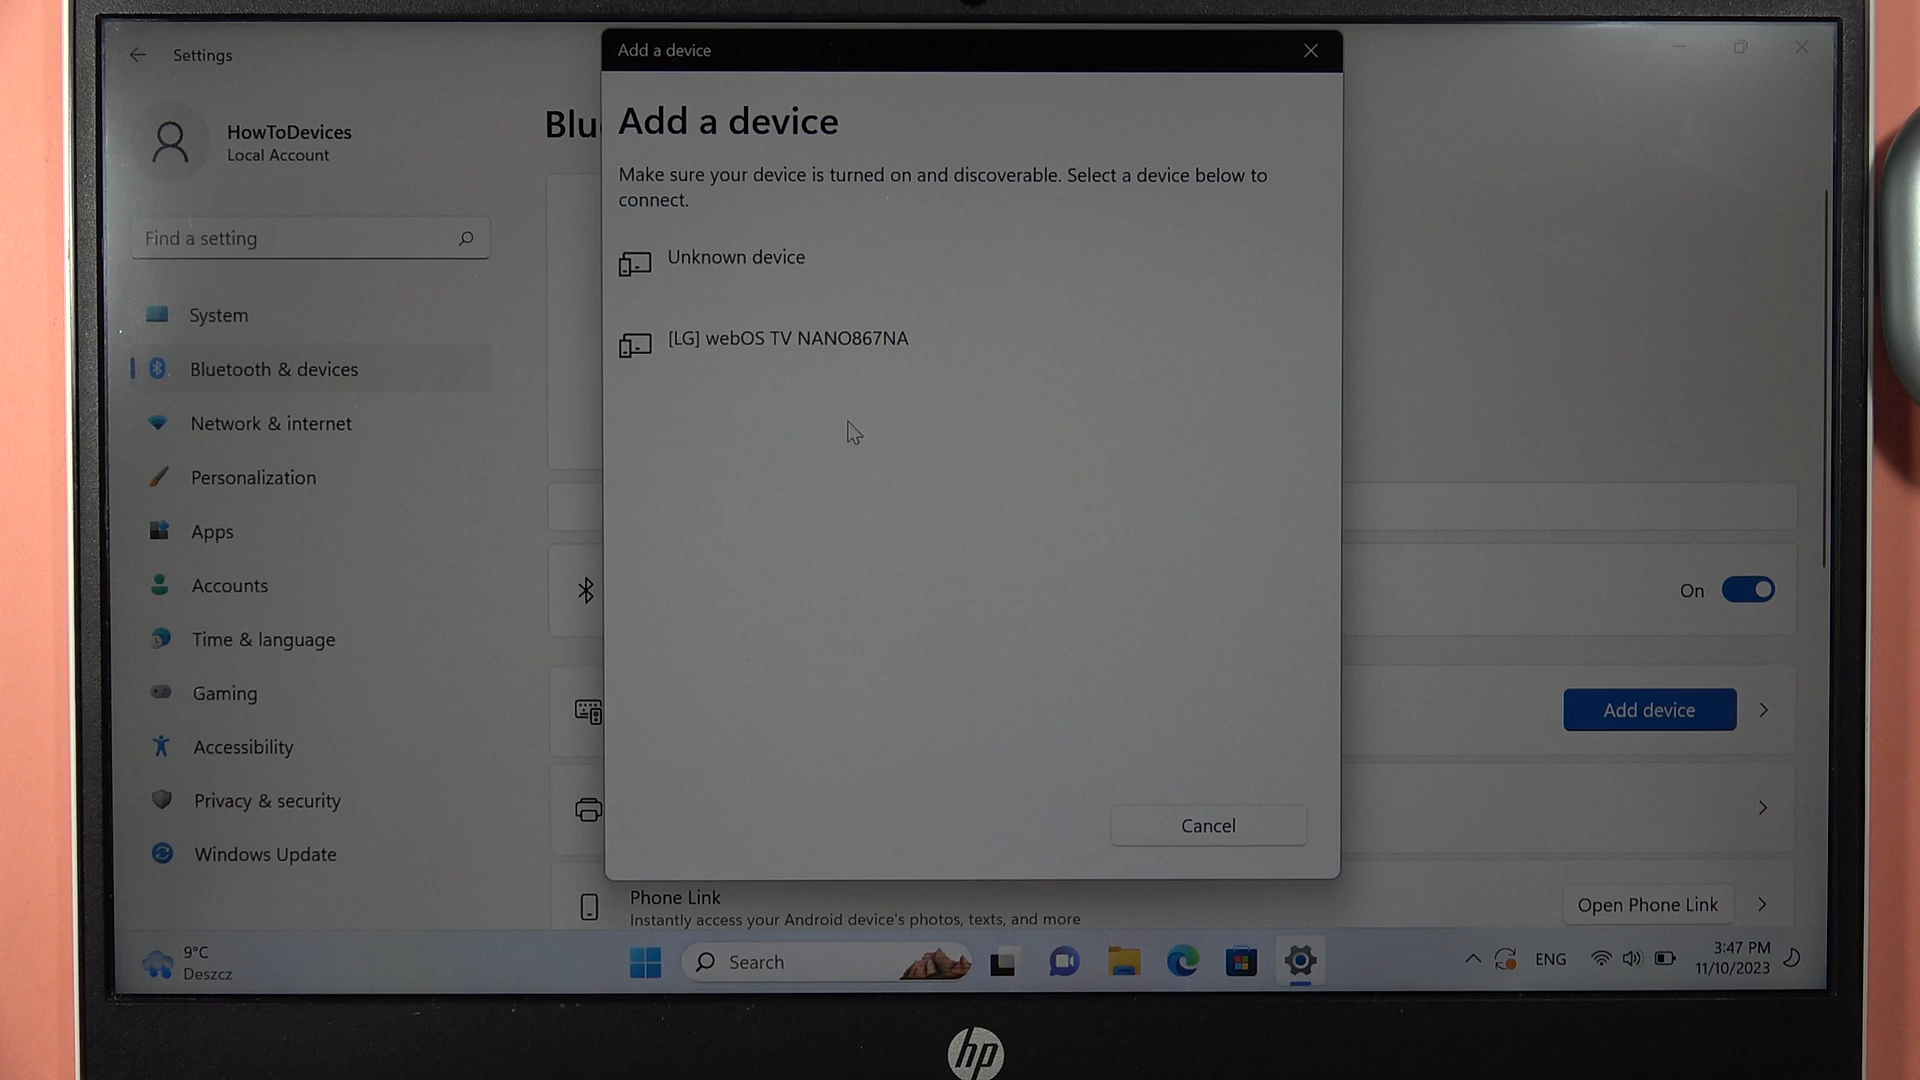 Settings
HowToDevices
Local Account
Find a setting
System
Bluetooth & devices
Network & internet
Personalization
Apps
Accounts
Time & language
Gaming
Accessibility
Privacy & security
Windows Update
Blu
Add a device
Add a device
Make sure your device is turned on and discoverable. Select a device below to
connect.
Unknown device
[LG] webOS TV NANO867NA
Cancel
On
Add device
Phone Link
Instantly access your Android device's photos, texts, and more
Open Phone Link
9°C
Deszcz
Search
ENG
3:47 PM
11/10/2023
hp